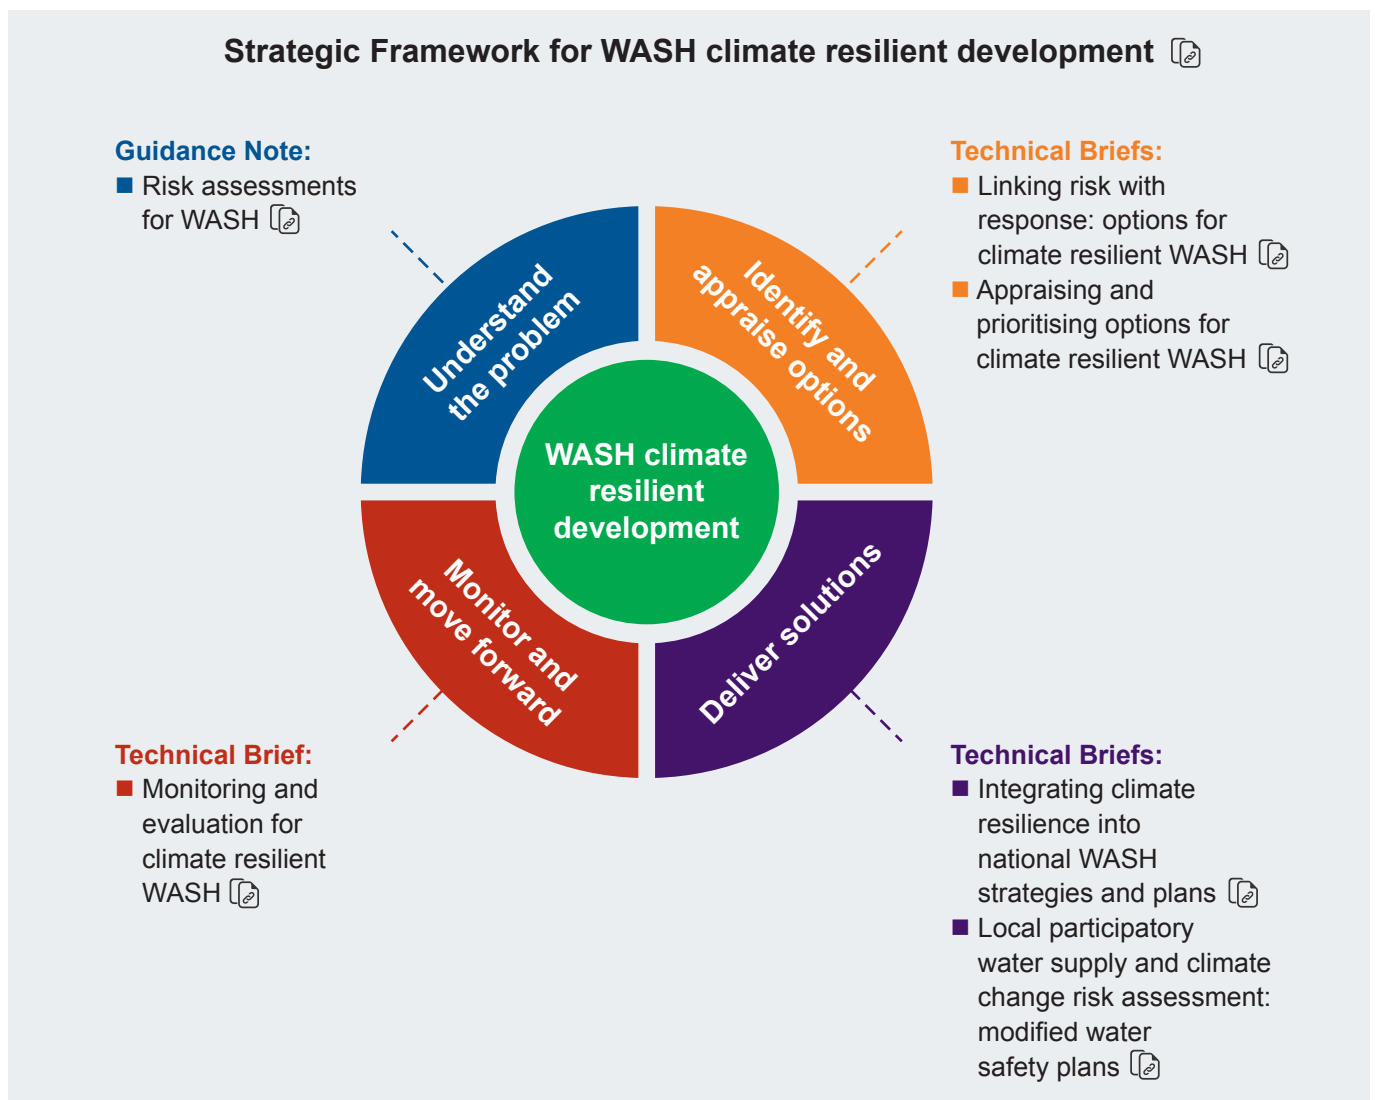 Strategic Framework for WASH climate resilient development
Guidance Note:
■ Risk assessments
for WASH
Technical Briefs:
■ Linking risk with
response: options for
climate resilient WASH
■ Appraising and
prioritising options for
climate resilient WASH
Understand
the problem
Identify and
appraise options
WASH climate
resilient
development
Monitor and
move forward
Deliver solutions
Technical Brief:
■ Monitoring and
evaluation for
climate resilient
WASH
Technical Briefs:
■ Integrating climate
resilience into
national WASH
strategies and plans
■ Local participatory
water supply and climate
change risk assessment:
modified water
safety plans